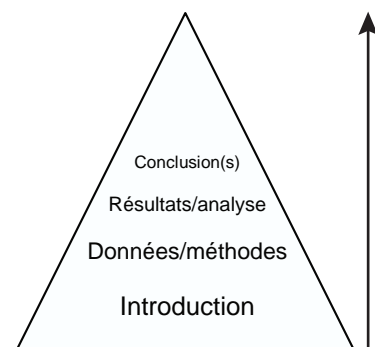 Conclusion(s)
Résultats/analyse
Données/méthodes
Introduction